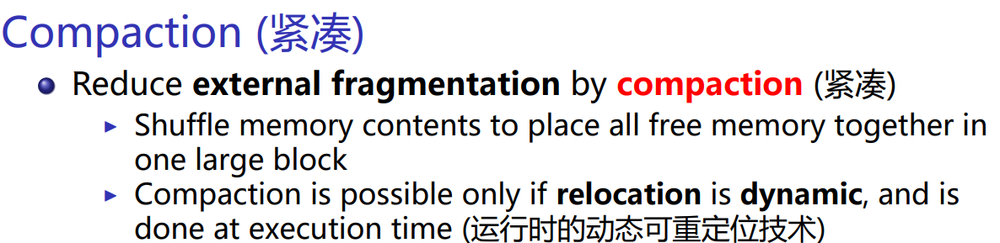 Compaction (紧凑)
Reduce external fragmentation by compaction (紧凑)
Shuffle memory contents to place all free memory together in
one large block
Compaction is possible only if relocation is dynamic, and is
done at execution time (运行时的动态可重定位技术)